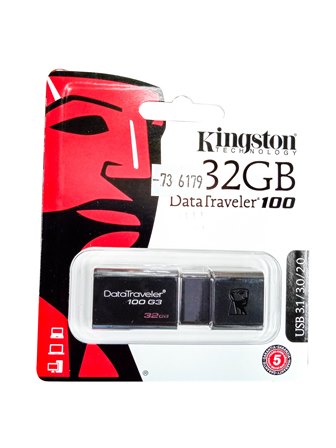 Kingston
TECHNOLOGY
-73 6179
32GB
DataTraveler 100
DataTraveler
100 G3
32GB
USB 3.1/3.0/2.0
5